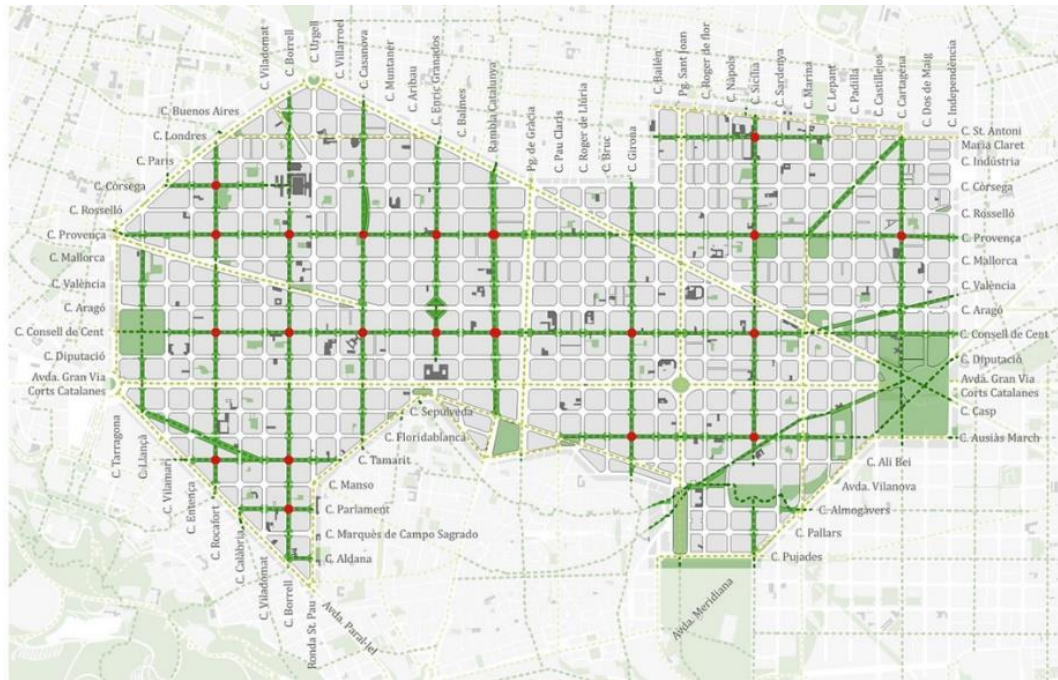 C. Viladomat
C. Borrell
C. Urgell
C. Villarroel
C. Casanova
C. Muntaner
C. Aribau
C. Enric Granados
C. Balmes
Rambla Catalunya
Pg. de Gràcia
C. Pau Claris
C. Roger de Llúria
C. Bruc
C. Girona
C. Bailèn
Pg. Sant Joan
C. Roger de flor
C. Nàpols
C. Sicília
C. Sardenya
C. Marina
C. Lepant
C. Padilla
C. Castillejos
C. Cartagena
C. Dos de Maig
C. Independència
C. Buenos Aires
C. Londres
C. Paris
C. Còrsega
C. Rosselló
C. Provença
C. Mallorca
C. València
C. Aragó
C. Consell de Cent
C. Diputació
Avda. Gran Via
Corts Catalanes
C. St. Antoni
Maria Claret
C. Indústria
C. Còrsega
C. Rosselló
C. Provença
C. Mallorca
C. València
C. Aragó
C. Consell de Cent
C. Diputació
Avda. Gran Via
Corts Catalanes
C. Casp
C. Ausiàs March
C. Ali Bei
Avda. Vilanova
C. Almogàvers
C. Pallars
C. Pujades
C. Sepúlveda
C. Floridablanca
C. Tamarit
C. Manso
C. Parlament
C. Marquès de Campo Sagrado
C. Aldana
C. Tarragona
C. Llançà
C. Vilamarí
C. Entença
C. Rocafort
C. Calàbria
C. Viladomat
C. Borrell
Ronda St. Pau
Avda. Paral·lel
Avda. Meridiana